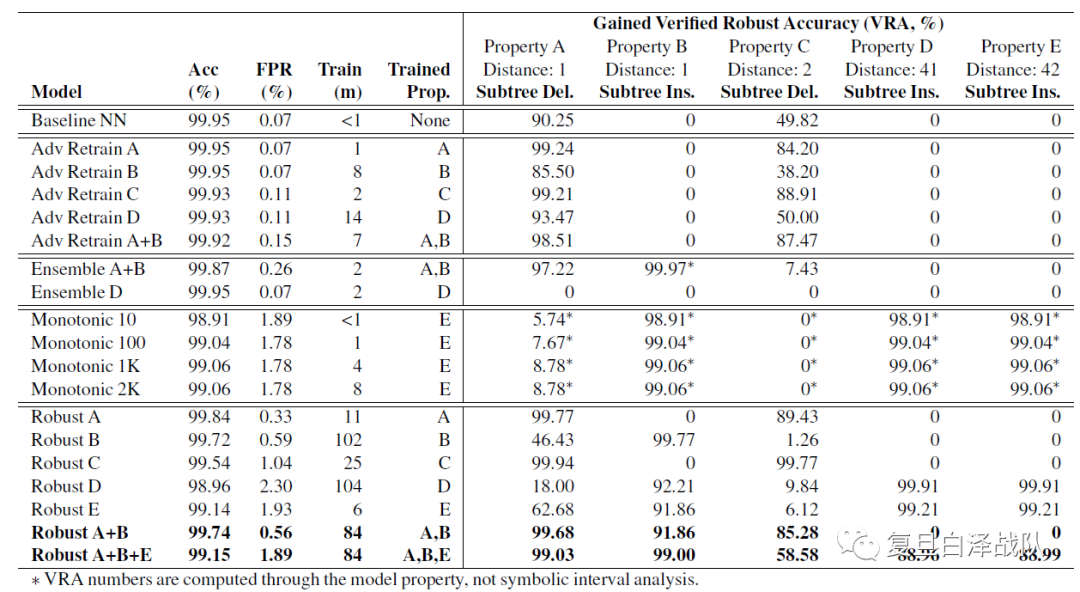 Gained Verified Robust Accuracy (VRA, %)
Property A Property B Property C Property D Property E
Acc FPR Train Trained Distance: 1 Distance: 1 Distance: 2 Distance: 41 Distance: 42
Model (%) (%) (m) Prop. Subtree Del. Subtree Ins. Subtree Del. Subtree Ins. Subtree Ins.
Baseline NN 99.95 0.07 <1 None 90.25 0 49.82 0 0
Adv Retrain A 99.95 0.07 1 A 99.24 0 84.20 0 0
Adv Retrain B 99.95 0.07 8 B 85.50 0 38.20 0 0
Adv Retrain C 99.93 0.11 2 C 99.21 0 88.91 0 0
Adv Retrain D 99.93 0.11 14 D 93.47 0 50.00 0 0
Adv Retrain A+B 99.92 0.15 7 A,B 98.51 0 87.47 0 0
Ensemble A+B 99.87 0.26 2 A,B 97.22 99.97* 7.43 0 0
Ensemble D 99.95 0.07 2 D 0 0 0 0 0
Monotonic 10 98.91 1.89 <1 E 5.74* 98.91* 0* 98.91* 98.91*
Monotonic 100 99.04 1.78 1 E 7.67* 99.04* 0* 99.04* 99.04*
Monotonic 1K 99.06 1.78 4 E 8.78* 99.06* 0* 99.06* 99.06*
Monotonic 2K 99.06 1.78 8 E 8.78* 99.06* 0* 99.06* 99.06*
Robust A 99.84 0.33 11 A 99.77 0 89.43 0 0
Robust B 99.72 0.59 102 B 46.43 99.77 1.26 0 0
Robust C 99.54 1.04 25 C 99.94 0 99.77 0 0
Robust D 98.96 2.30 104 D 18.00 92.21 9.84 99.91 99.91
Robust E 99.14 1.93 6 E 62.68 91.86 6.12 99.21 99.21
Robust A+B 99.74 0.56 84 A,B 99.68 91.86 85.28 0 0
Robust A+B+E 99.15 1.89 84 A,B,E 99.03 99.00 58.58
复旦白泽战队
* VRA numbers are computed through the model property, not symbolic interval analysis.